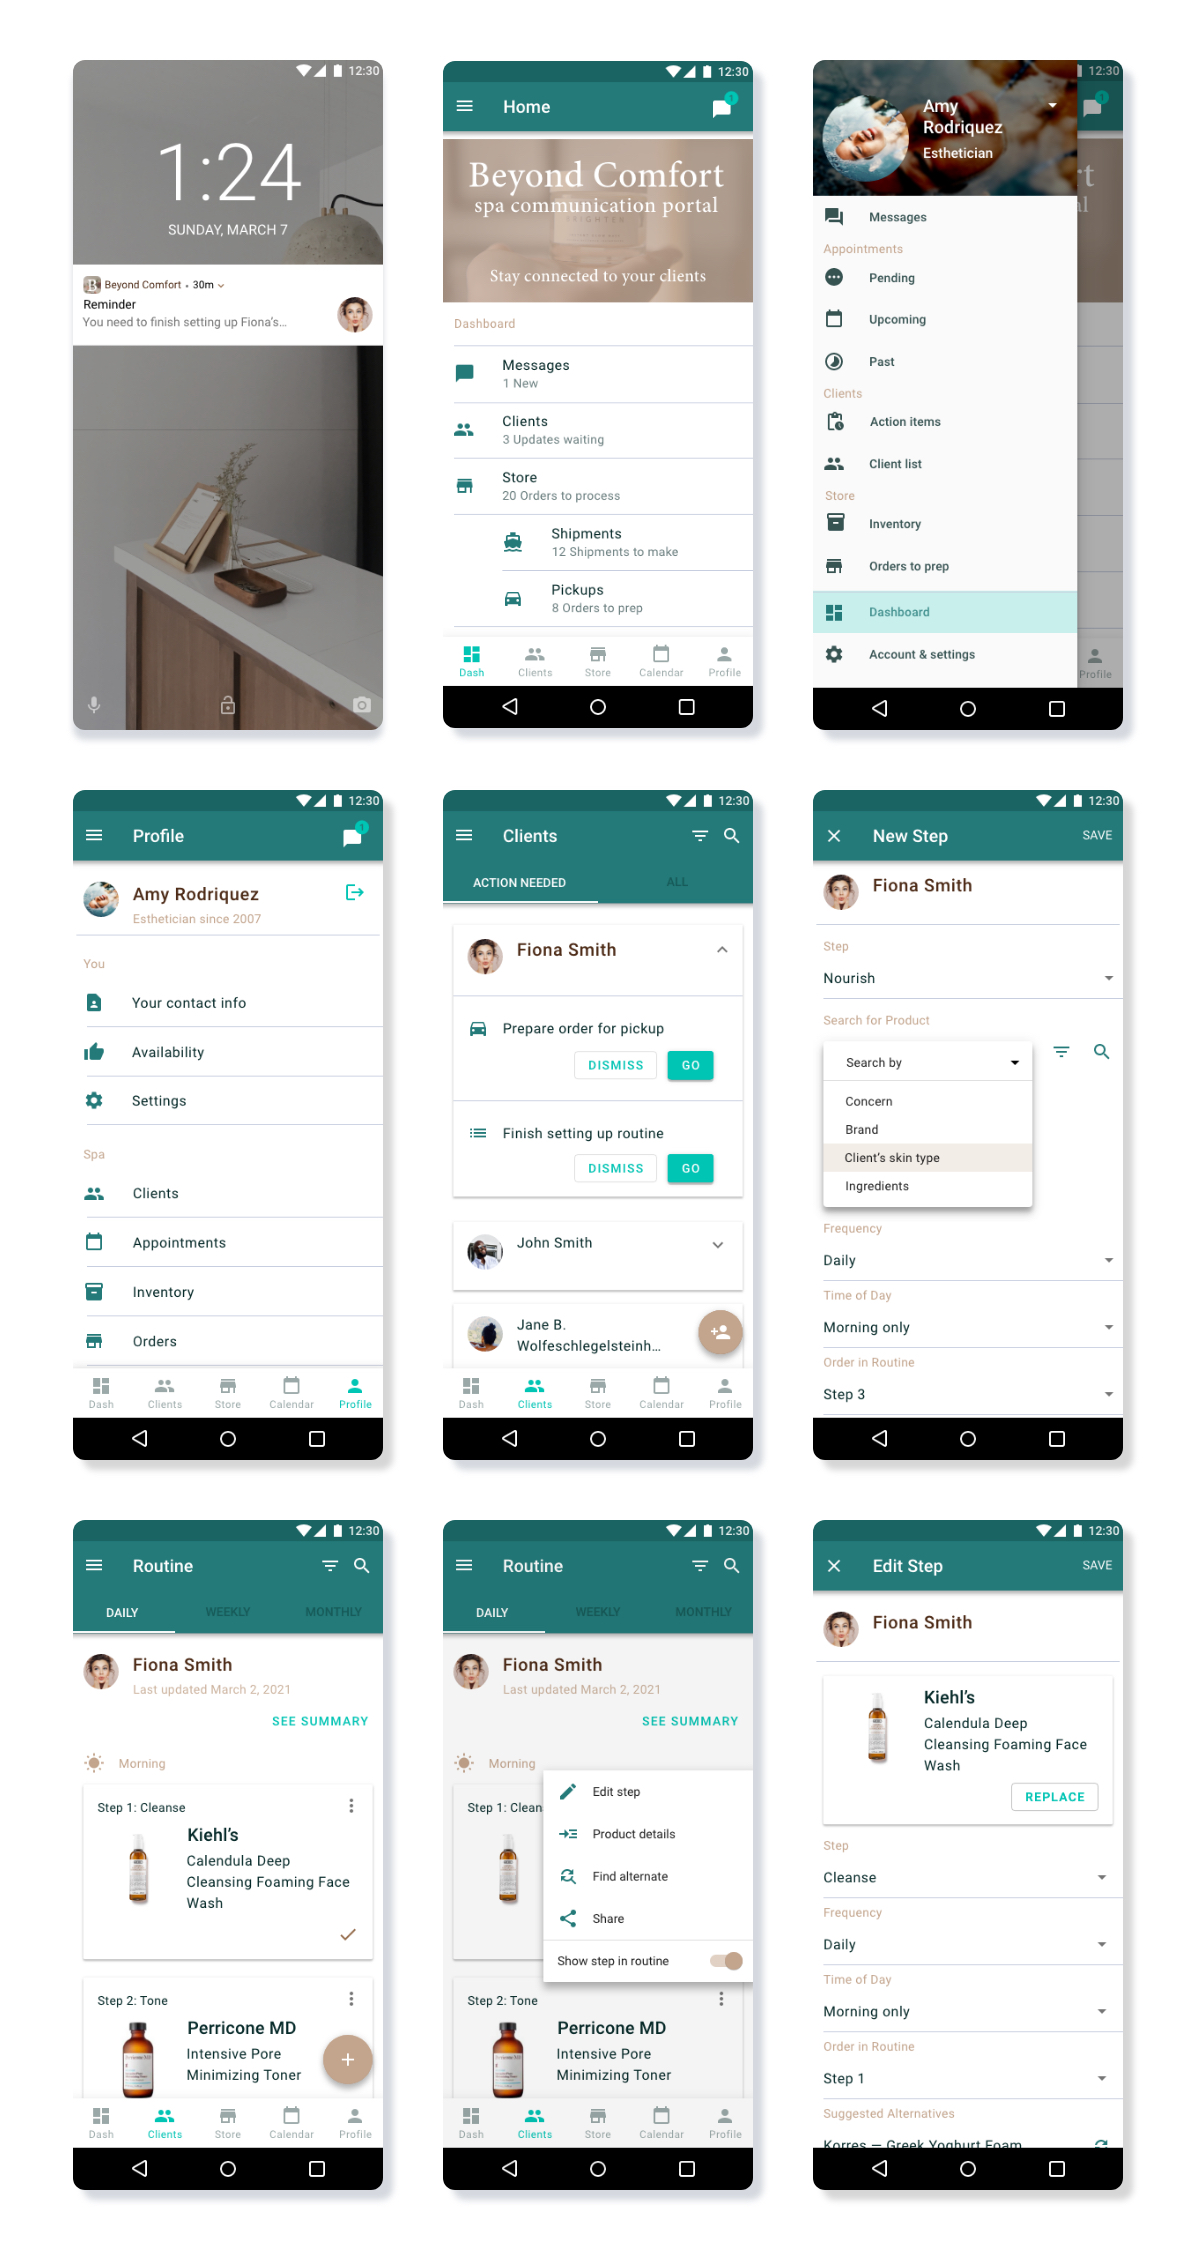 12:30
1:24
SUNDAY, MARCH 7
B Beyond Comfort • 30m
Reminder
You need to finish setting up Fiona's...
12:30
Home
1
Beyond Comfort
spa communication portal
BRIGHTEN
Stay connected to your clients
Dashboard
Messages
1 New
Clients
3 Updates waiting
Store
20 Orders to process
Shipments
12 Shipments to make
Pickups
8 Orders to prep
Dash Clients Store Calendar Profile
12:30
1
Amy
Rodriquez
Esthetician
t
al
Messages
Appointments
Pending
Upcoming
Past
Clients
Action items
Client list
Store
Inventory
Orders to prep
Dashboard
Account & settings
Profile
12:30
Profile
1
Amy Rodriquez
Esthetician since 2007
You
Your contact info
Availability
Settings
Spa
Clients
Appointments
Inventory
Orders
Dash Clients Store Calendar Profile
12:30
Clients
ACTION NEEDED ALL
Fiona Smith
Prepare order for pickup
DISMISS GO
Finish setting up routine
DISMISS GO
John Smith
Jane B.
Wolfeschlegelsteinh...
Dash Clients Store Calendar Profile
12:30
New Step SAVE
Fiona Smith
Step
Nourish
Search for Product
Search by
Concern
Brand
Client's skin type
Ingredients
Frequency
Daily
Time of Day
Morning only
Order in Routine
Step 3
12:30
Routine
DAILY WEEKLY MONTHLY
Fiona Smith
Last updated March 2, 2021
SEE SUMMARY
Morning
Step 1: Cleanse
Kiehl's
Calendula Deep
Cleansing Foaming Face
Wash
Step 2: Tone
Perricone MD
Intensive Pore
Minimizing Toner
Dash Clients Store Calendar Profile
12:30
Routine
DAILY WEEKLY MONTHLY
Fiona Smith
Last updated March 2, 2021
SEE SUMMARY
Morning
Step 1: Clean
Edit step
Product details
Find alternate
Share
Show step in routine
Step 2: Tone
Perricone MD
Intensive Pore
Minimizing Toner
Dash Clients Store Calendar Profile
12:30
Edit Step SAVE
Fiona Smith
Kiehl's
Calendula Deep
Cleansing Foaming Face
Wash
REPLACE
Step
Cleanse
Frequency
Daily
Time of Day
Morning only
Order in Routine
Step 1
Suggested Alternatives
Korres — Greek Yoghurt Foam